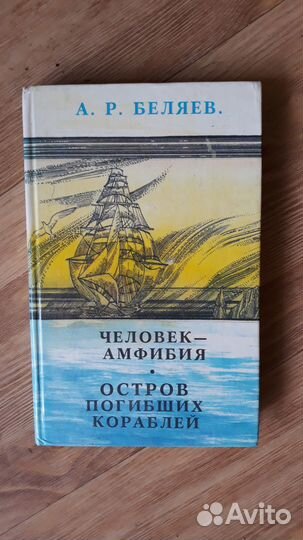 А. Р. БЕЛЯЕВ.
ЧЕЛОВЕК—
АМФИБИЯ
•
ОСТРОВ
ПОГИБШИХ
КОРАБЛЕЙ
Avito